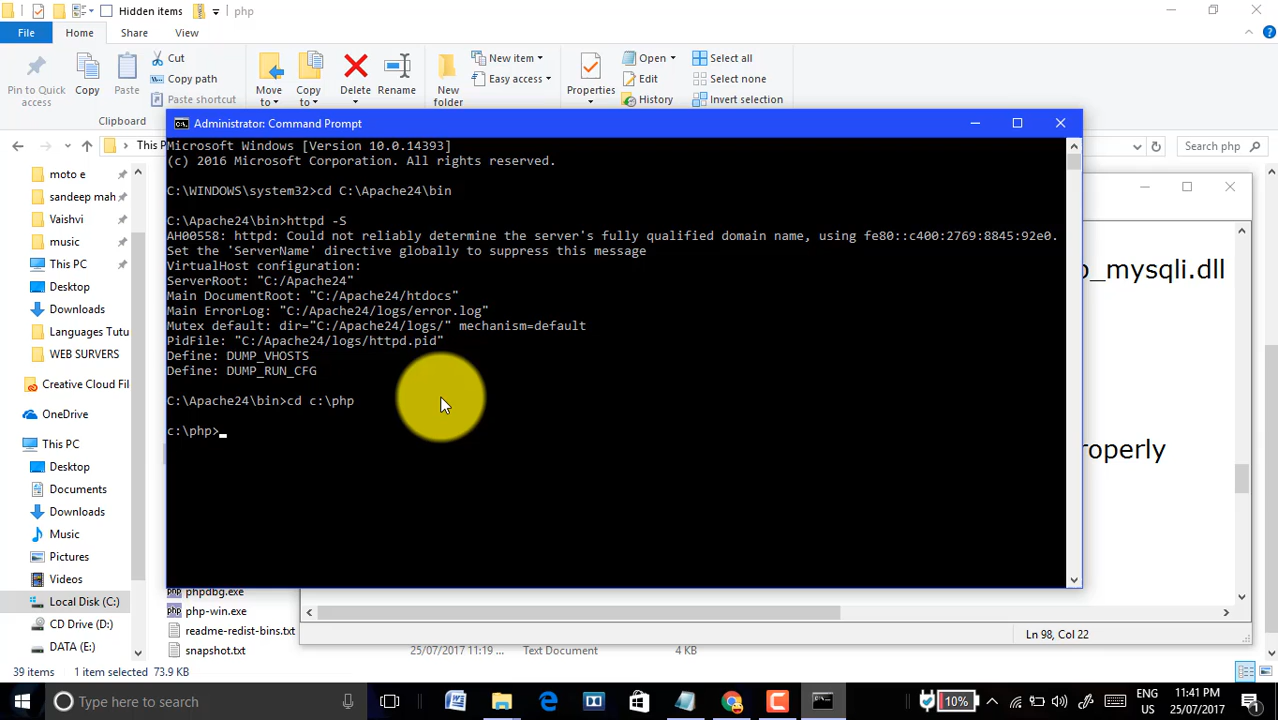 Hidden items
php
File
Home
Share
View
Pin to Quick access
Copy
Paste
Cut
Copy path
Paste shortcut
Clipboard
Move to
Copy to
Delete
Rename
New folder
New item
Easy access
Properties
Open
Edit
History
Select all
Select none
Invert selection
This P
Search php
moto e
sandeep mah
Vaishvi
music
This PC
Desktop
Downloads
Languages Tutu
WEB SERVERS
Creative Cloud Fil
OneDrive
This PC
Desktop
Documents
Downloads
Music
Pictures
Videos
Local Disk (C:)
CD Drive (D:)
DATA (E:)
Administrator: Command Prompt
Microsoft Windows [Version 10.0.14393]
(c) 2016 Microsoft Corporation. All rights reserved.
C:\WINDOWS\system32>cd C:\Apache24\bin
C:\Apache24\bin>httpd -S
AH00558: httpd: Could not reliably determine the server's fully qualified domain name, using fe80::c400:2769:8845:92e0.
Set the 'ServerName' directive globally to suppress this message
VirtualHost configuration:
ServerRoot: "C:/Apache24"
Main DocumentRoot: "C:/Apache24/htdocs"
Main ErrorLog: "C:/Apache24/logs/error.log"
Mutex default: dir="C:/Apache24/logs/" mechanism=default
PidFile: "C:/Apache24/logs/httpd.pid"
Define: DUMP_VHOSTS
Define: DUMP_RUN_CFG
C:\Apache24\bin>cd c:\php
c:\php>
p_mysqli.dll
roperly
phpdbg.exe
php-win.exe
readme-redist-bins.txt
snapshot.txt
25/07/2017 11:19 ...
Text Document
4 KB
Ln 98, Col 22
39 items
1 item selected 73.9 KB
Type here to search
10%
ENG
US
11:41 PM
25/07/2017
1